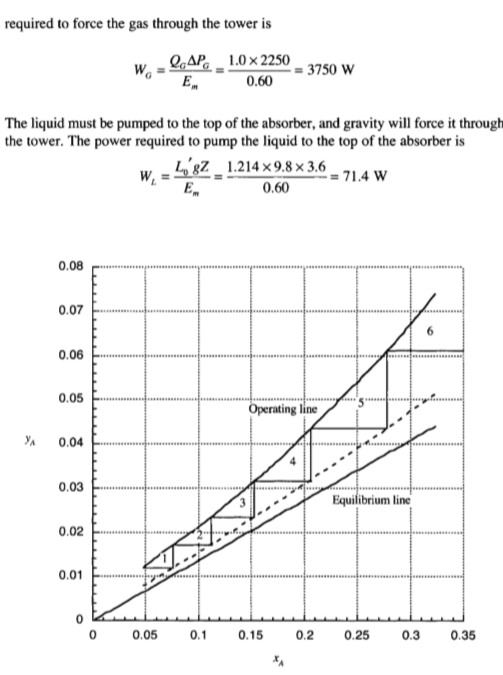 required to force the gas through the tower is
W_G = Q_GΔP_G / E_m = 1.0 × 2250 / 0.60 = 3750 W
The liquid must be pumped to the top of the absorber, and gravity will force it through
the tower. The power required to pump the liquid to the top of the absorber is
W_L = L_0'gZ / E_m = 1.214 × 9.8 × 3.6 / 0.60 = 71.4 W
0.08
0.07
6
0.06
0.05
Operating line
5
y_A
0.04
4
0.03
3
Equilibrium line
0.02
2
1
0.01
0
0 0.05 0.1 0.15 0.2 0.25 0.3 0.35
x_A